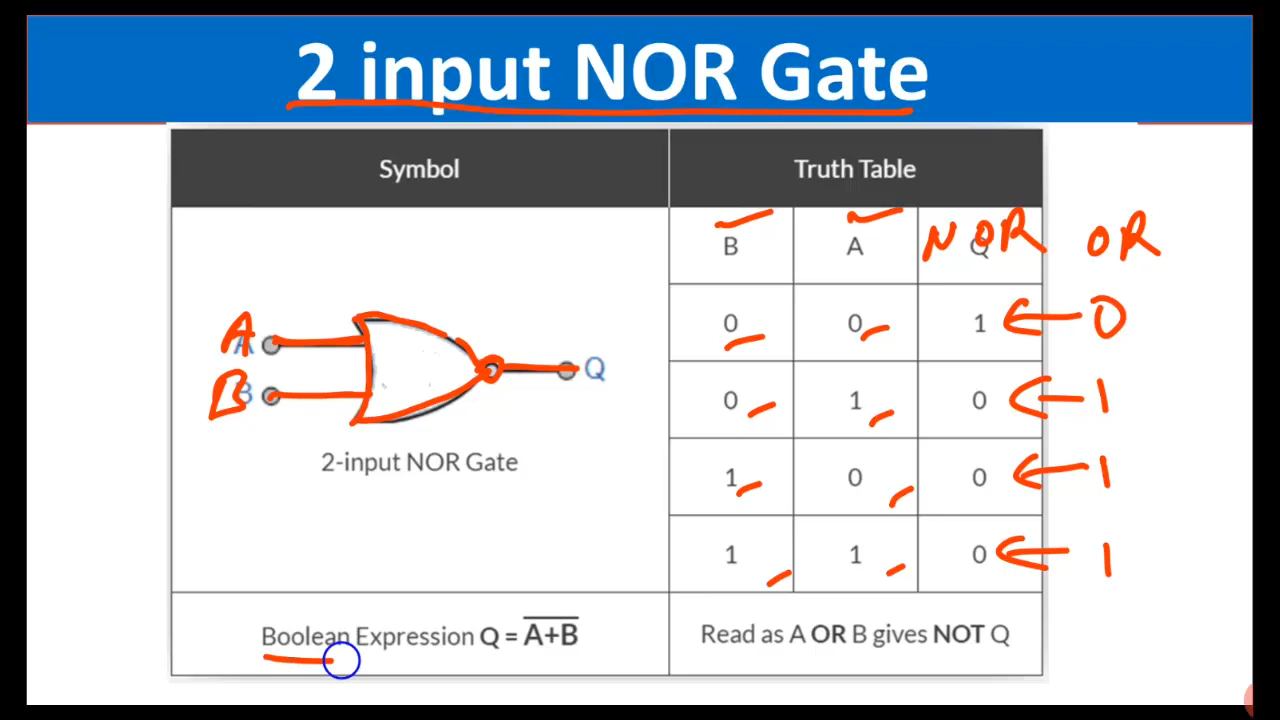 2 input NOR Gate
Symbol Truth Table
B A Q NOR OR
0 0 1 0
A A
B B
Q
0 1 0 1
2-input NOR Gate
1 0 0 1
1 1 0 1
Boolean Expression Q = \overline{A+B}
Read as A OR B gives NOT Q